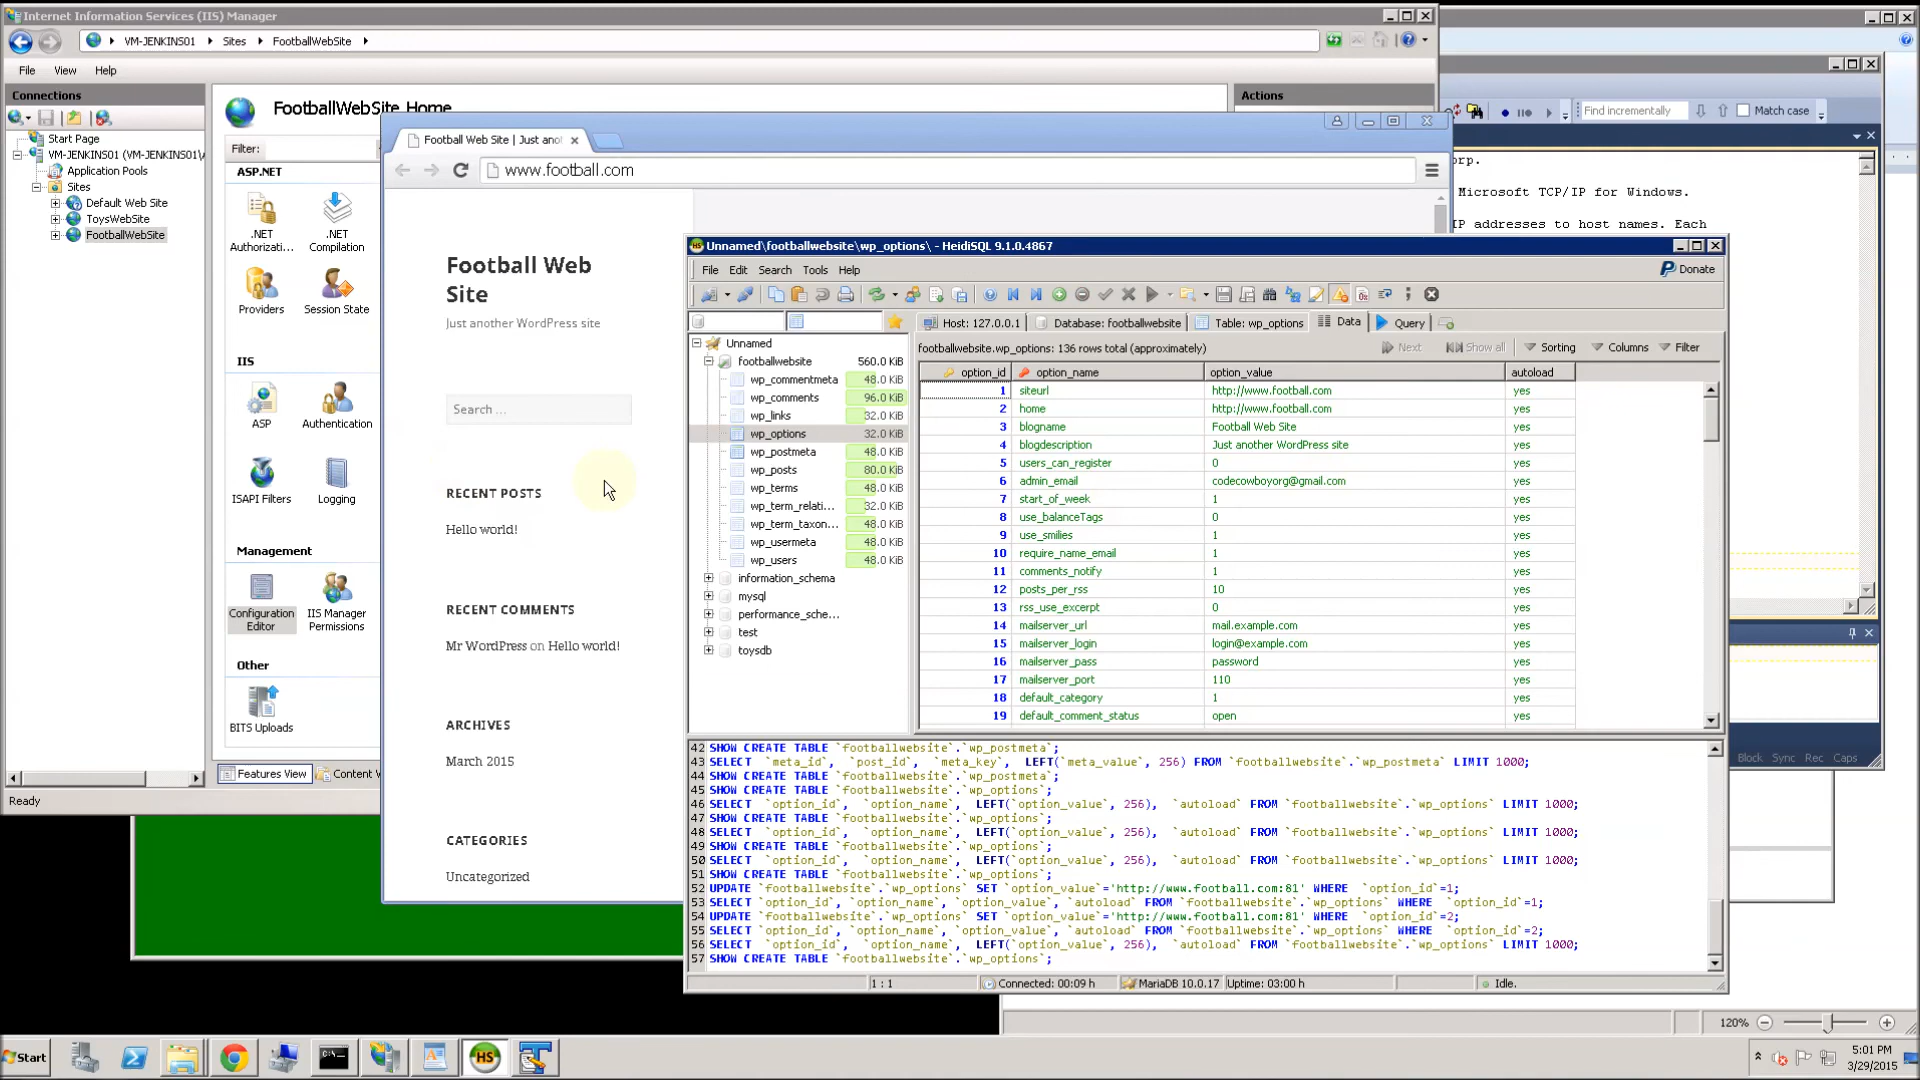 Internet Information Services (IIS) Manager
VM-JENKINS01
Sites
FootballWebSite
File
View
Help
Connections
Start Page
VM-JENKINS01 (VM-JENKINS01\
Application Pools
Sites
Default Web Site
ToysWebSite
FootballWebSite
Ready
FootballWebSite Home
Filter:
ASP.NET
.NET
Authorizati...
.NET
Compilation
Providers
Session State
IIS
ASP
Authentication
ISAPI Filters
Logging
Management
Configuration
Editor
IIS Manager
Permissions
Other
BITS Uploads
Features View
Content V
Actions
Find incrementally
Match case
orp.
Microsoft TCP/IP for Windows.
IP addresses to host names. Each
Block
Sync
Rec
Caps
Football Web Site | Just ano
www.football.com
Football Web
Site
Just another WordPress site
Search ...
RECENT POSTS
Hello world!
RECENT COMMENTS
Mr WordPress on Hello world!
ARCHIVES
March 2015
CATEGORIES
Uncategorized
Unnamed\footballwebsite\wp_options\ - HeidiSQL 9.1.0.4867
File
Edit
Search
Tools
Help
Donate
Host: 127.0.0.1
Database: footballwebsite
Table: wp_options
Data
Query
Unnamed
footballwebsite 560.0 KiB
wp_commentmeta 48.0 KiB
wp_comments 96.0 KiB
wp_links 32.0 KiB
wp_options 32.0 KiB
wp_postmeta 48.0 KiB
wp_posts 80.0 KiB
wp_terms 48.0 KiB
wp_term_relati... 32.0 KiB
wp_term_taxon... 48.0 KiB
wp_usermeta 48.0 KiB
wp_users 48.0 KiB
information_schema
mysql
performance_sche...
test
toysdb
footballwebsite.wp_options: 136 rows total (approximately)
Next
Show all
Sorting
Columns
Filter
option_id option_name option_value autoload
1 siteurl http://www.football.com yes
2 home http://www.football.com yes
3 blogname Football Web Site yes
4 blogdescription Just another WordPress site yes
5 users_can_register 0 yes
6 admin_email codecowboyorg@gmail.com yes
7 start_of_week 1 yes
8 use_balanceTags 0 yes
9 use_smilies 1 yes
10 require_name_email 1 yes
11 comments_notify 1 yes
12 posts_per_rss 10 yes
13 rss_use_excerpt 0 yes
14 mailserver_url mail.example.com yes
15 mailserver_login login@example.com yes
16 mailserver_pass password yes
17 mailserver_port 110 yes
18 default_category 1 yes
19 default_comment_status open yes
42 SHOW CREATE TABLE `footballwebsite`.`wp_postmeta`;
43 SELECT `meta_id`, `post_id`, `meta_key`, LEFT(`meta_value`, 256) FROM `footballwebsite`.`wp_postmeta` LIMIT 1000;
44 SHOW CREATE TABLE `footballwebsite`.`wp_postmeta`;
45 SHOW CREATE TABLE `footballwebsite`.`wp_options`;
46 SELECT `option_id`, `option_name`, LEFT(`option_value`, 256), `autoload` FROM `footballwebsite`.`wp_options` LIMIT 1000;
47 SHOW CREATE TABLE `footballwebsite`.`wp_options`;
48 SELECT `option_id`, `option_name`, LEFT(`option_value`, 256), `autoload` FROM `footballwebsite`.`wp_options` LIMIT 1000;
49 SHOW CREATE TABLE `footballwebsite`.`wp_options`;
50 SELECT `option_id`, `option_name`, LEFT(`option_value`, 256), `autoload` FROM `footballwebsite`.`wp_options` LIMIT 1000;
51 SHOW CREATE TABLE `footballwebsite`.`wp_options`;
52 UPDATE `footballwebsite`.`wp_options` SET `option_value`='http://www.football.com:81' WHERE `option_id`=1;
53 SELECT `option_id`, `option_name`, `option_value`, `autoload` FROM `footballwebsite`.`wp_options` WHERE `option_id`=1;
54 UPDATE `footballwebsite`.`wp_options` SET `option_value`='http://www.football.com:81' WHERE `option_id`=2;
55 SELECT `option_id`, `option_name`, `option_value`, `autoload` FROM `footballwebsite`.`wp_options` WHERE `option_id`=2;
56 SELECT `option_id`, `option_name`, LEFT(`option_value`, 256), `autoload` FROM `footballwebsite`.`wp_options` LIMIT 1000;
57 SHOW CREATE TABLE `footballwebsite`.`wp_options`;
1 : 1
Connected: 00:09 h
MariaDB 10.0.17
Uptime: 03:00 h
Idle.
120%
Start
HS
5:01 PM
3/29/2015